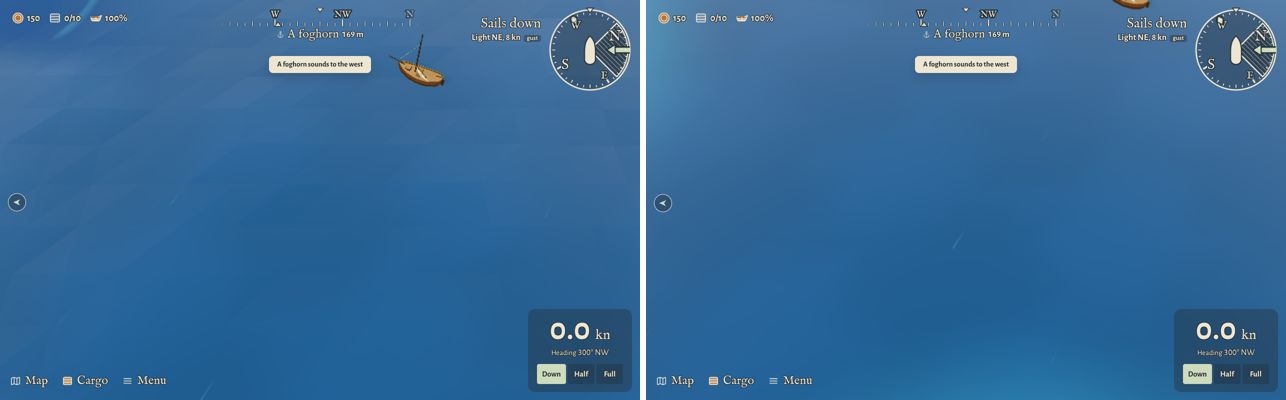 150 0/10 100%
W NW N
A foghorn 169 m
Sails down
Light NE, 8 kn gust
A foghorn sounds to the west
W N S E
0.0 kn
Heading 300° NW
Down Half Full
Map Cargo Menu
150 0/10 100%
W NW N
A foghorn 169 m
Sails down
Light NE, 8 kn gust
A foghorn sounds to the west
W N S E
0.0 kn
Heading 300° NW
Down Half Full
Map Cargo Menu